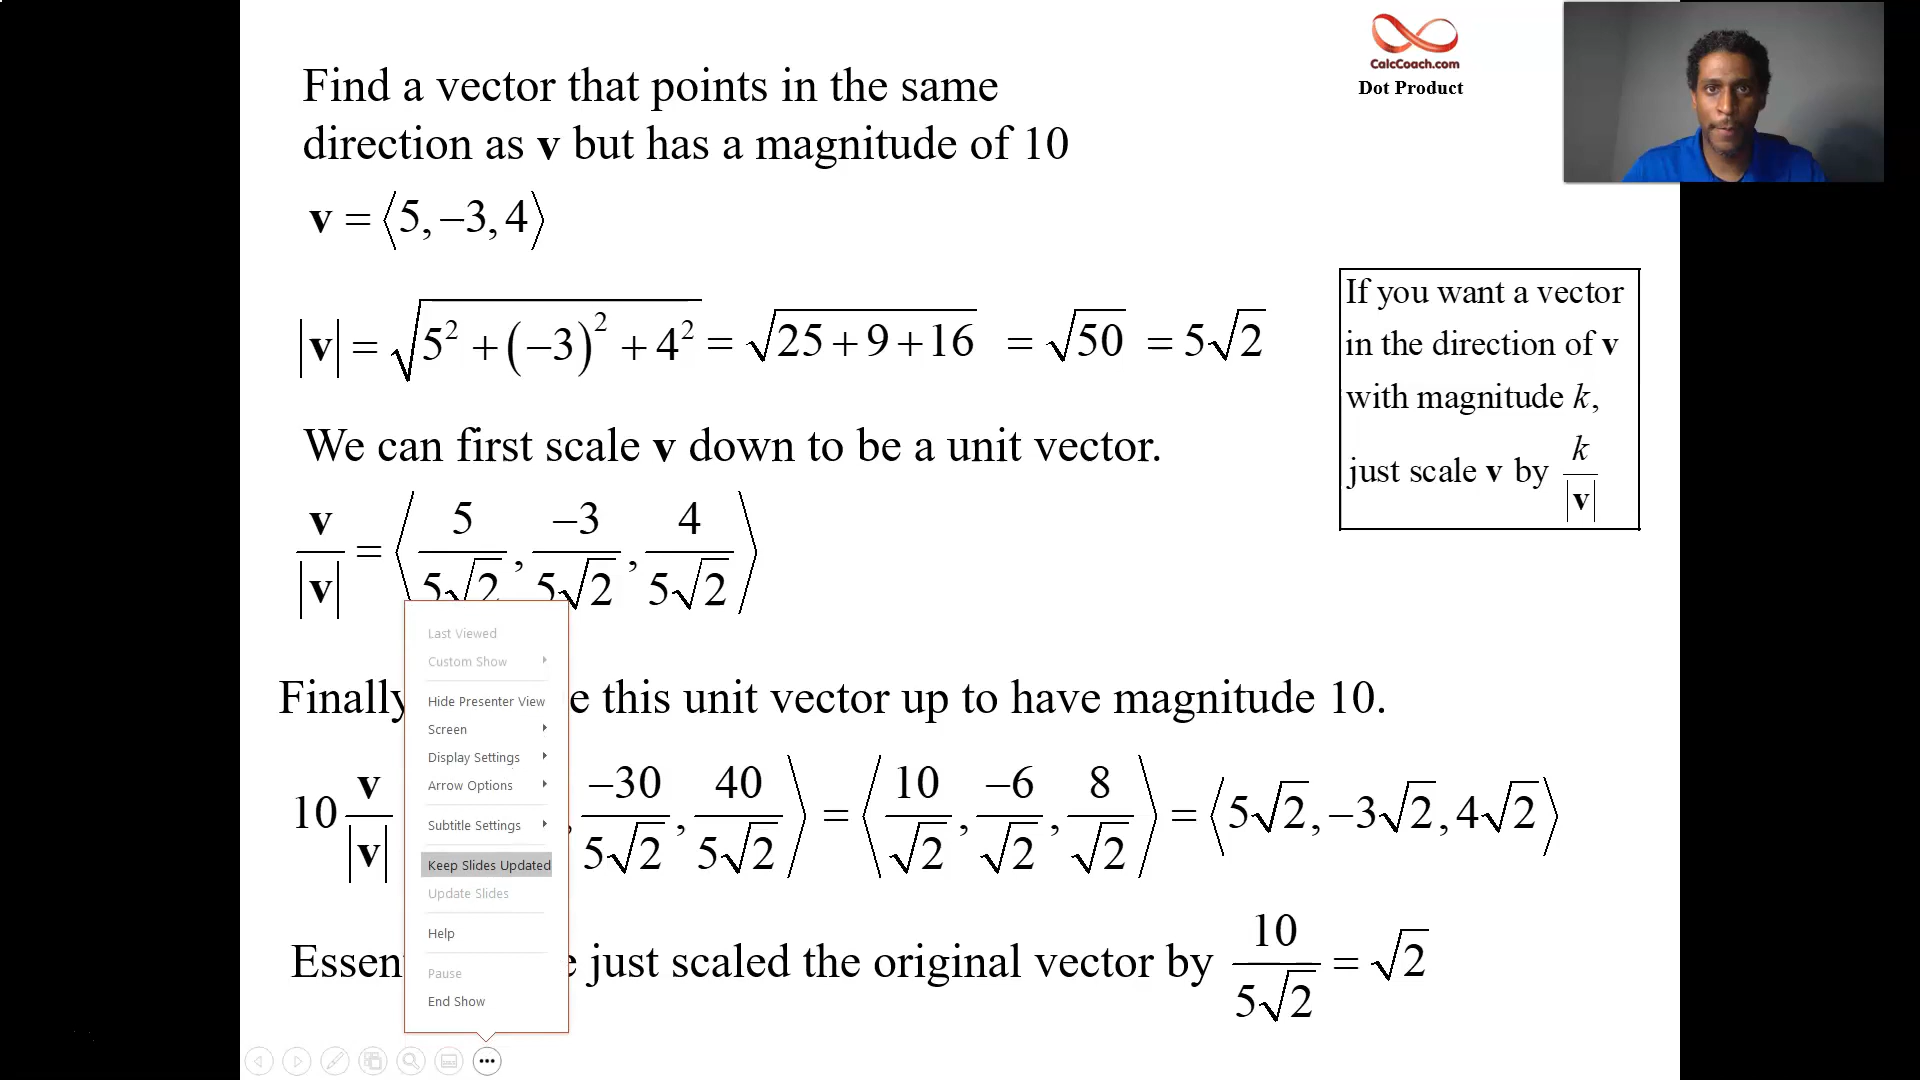 Find a vector that points in the same
direction as v but has a magnitude of 10
v = ⟨5, −3, 4⟩
|v| = √(5² + (−3)² + 4²) = √(25 + 9 + 16) = √50 = 5√2
We can first scale v down to be a unit vector.
v/|v| = ⟨5/(5√2), −3/(5√2), 4/(5√2)⟩
Finally e this unit vector up to have magnitude 10.
10 v/|v| , −30/(5√2), 40/(5√2)⟩ = ⟨10/√2, −6/√2, 8/√2⟩ = ⟨5√2, −3√2, 4√2⟩
Essen e just scaled the original vector by 10/(5√2) = √2
CalcCoach.com
Dot Product
If you want a vector
in the direction of v
with magnitude k,
just scale v by k/|v|
Last Viewed
Custom Show
Hide Presenter View
Screen
Display Settings
Arrow Options
Subtitle Settings
Keep Slides Updated
Update Slides
Help
Pause
End Show